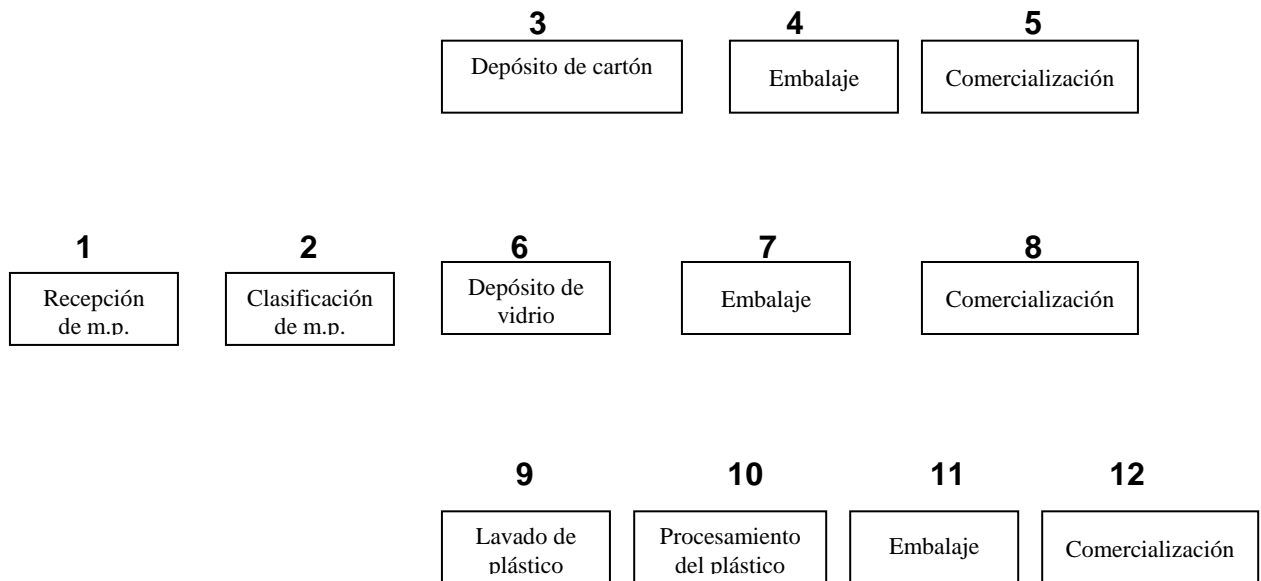 3 4 5
Depósito de cartón
Embalaje
Comercialización
1 2 6 7 8
Recepción
de m.p.
Clasificación
de m.p.
Depósito de
vidrio
Embalaje
Comercialización
9 10 11 12
Lavado de
plástico
Procesamiento
del plástico
Embalaje
Comercialización